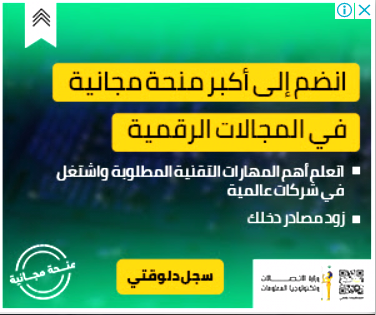 انضم إلى أكبر منحة مجانية
في المجالات الرقمية
اتعلم أهم المهارات التقنية المطلوبة واشتغل
في شركات عالمية
زود مصادر دخلك
سجل دلوقتي
منحة مجانية
وزارة الاتصالات
وتكنولوجيا المعلومات